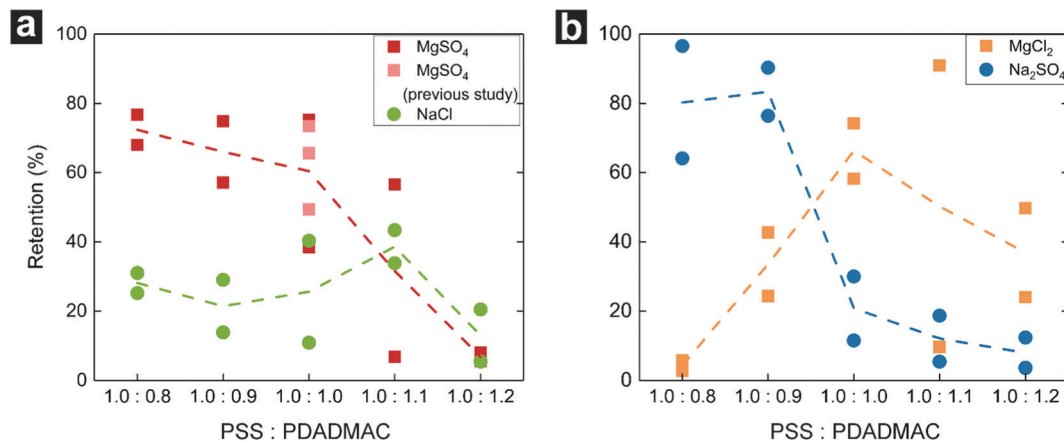 a
100
80
60
40
20
0
Retention (%)
MgSO₄
MgSO₄
(previous study)
NaCl
1.0 : 0.8 1.0 : 0.9 1.0 : 1.0 1.0 : 1.1 1.0 : 1.2
PSS : PDADMAC
b
100
80
60
40
20
0
MgCl₂
Na₂SO₄
1.0 : 0.8 1.0 : 0.9 1.0 : 1.0 1.0 : 1.1 1.0 : 1.2
PSS : PDADMAC